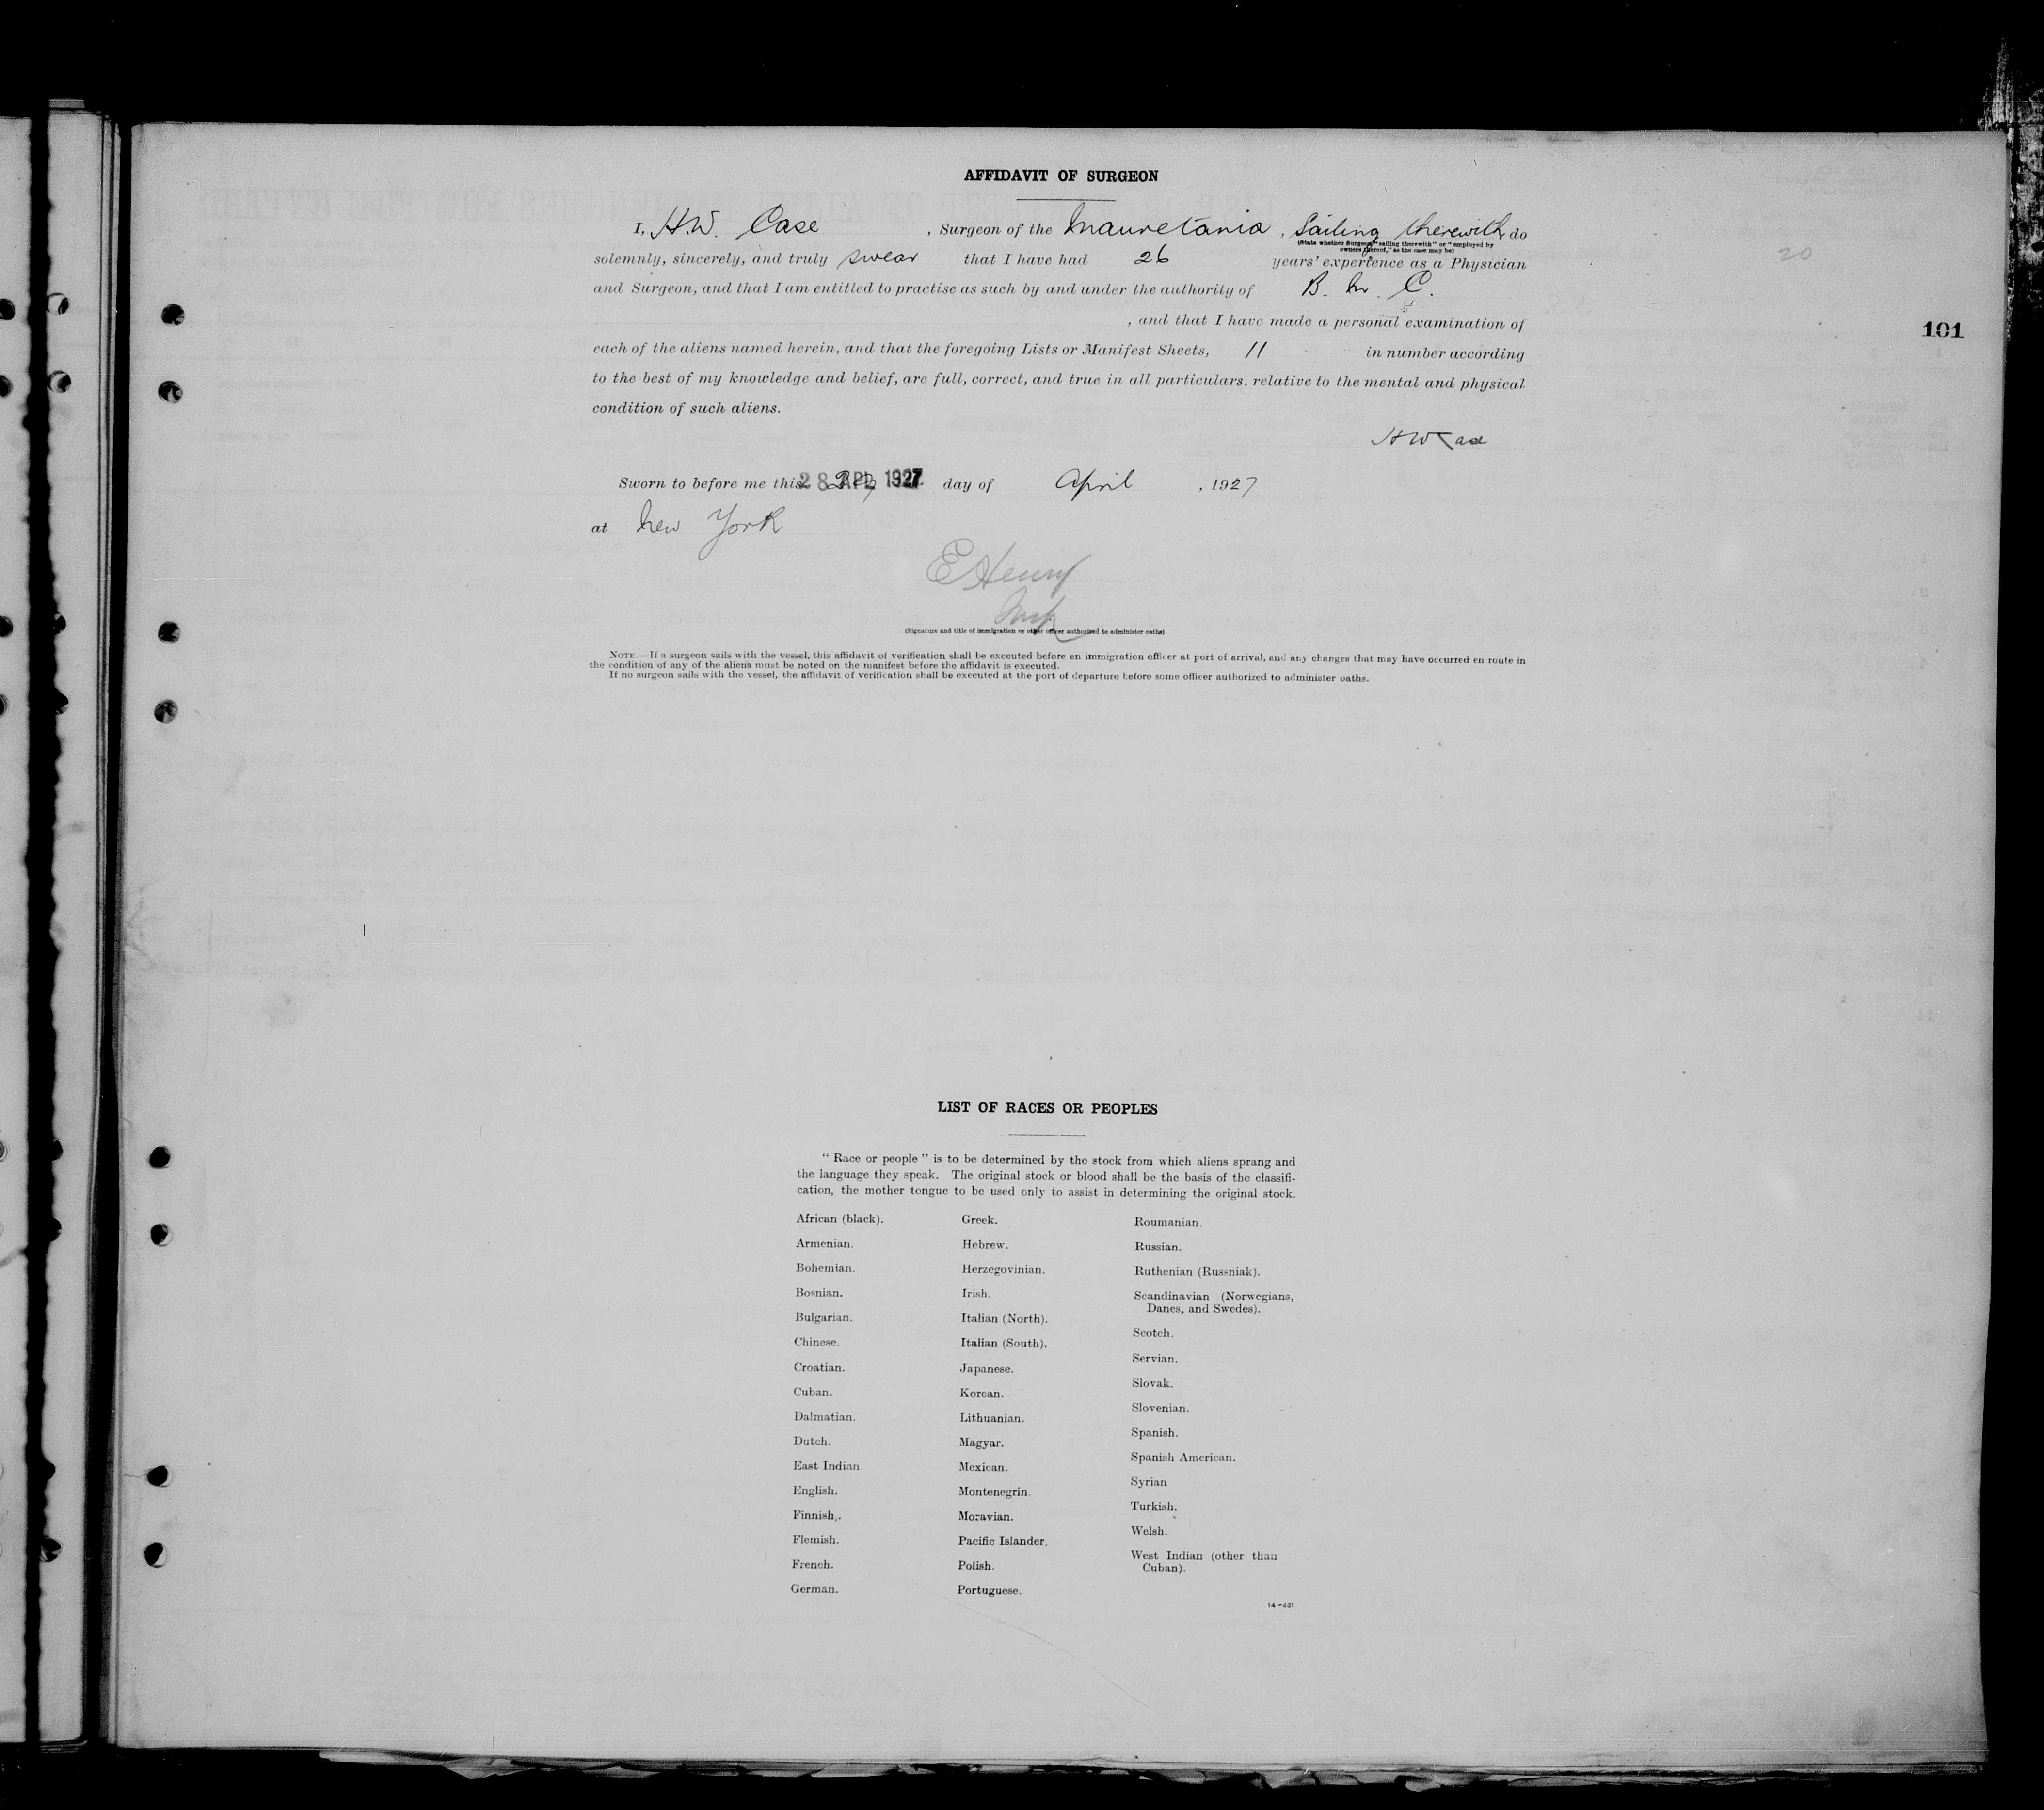 AFFIDAVIT OF SURGEON
I, H.W. Case, Surgeon of the Mauretania, Sailing therewith do
(State whether Surgeon "sailing therewith" or "employed by
owners thereof," as the case may be)
solemnly, sincerely, and truly swear that I have had 26 years' experience as a Physician
and Surgeon, and that I am entitled to practise as such by and under the authority of B. M. C.
, and that I have made a personal examination of
101
20
each of the aliens named herein, and that the foregoing Lists or Manifest Sheets, 11 in number according
to the best of my knowledge and belief, are full, correct, and true in all particulars. relative to the mental and physical
condition of such aliens.
HWCase
Sworn to before me this 28 APL 1927 day of April, 1927
at New York
E Henry
Insp
(Signature and title of immigration or other officer authorized to administer oaths)
NOTE.—If a surgeon sails with the vessel, this affidavit of verification shall be executed before an immigration officer at port of arrival, and any changes that may have occurred en route in
the condition of any of the aliens must be noted on the manifest before the affidavit is executed.
If no surgeon sails with the vessel, the affidavit of verification shall be executed at the port of departure before some officer authorized to administer oaths.
LIST OF RACES OR PEOPLES
" Race or people " is to be determined by the stock from which aliens sprang and
the language they speak. The original stock or blood shall be the basis of the classifi-
cation, the mother tongue to be used only to assist in determining the original stock.
African (black).
Armenian.
Bohemian.
Bosnian.
Bulgarian.
Chinese.
Croatian.
Cuban.
Dalmatian.
Dutch.
East Indian.
English.
Finnish.
Flemish.
French.
German.
Greek.
Hebrew.
Herzegovinian.
Irish.
Italian (North).
Italian (South).
Japanese.
Korean.
Lithuanian.
Magyar.
Mexican.
Montenegrin.
Moravian.
Pacific Islander.
Polish.
Portuguese.
Roumanian.
Russian.
Ruthenian (Russniak).
Scandinavian (Norwegians,
Danes, and Swedes).
Scotch.
Servian.
Slovak.
Slovenian.
Spanish.
Spanish American.
Syrian
Turkish.
Welsh.
West Indian (other than
Cuban).
14-431